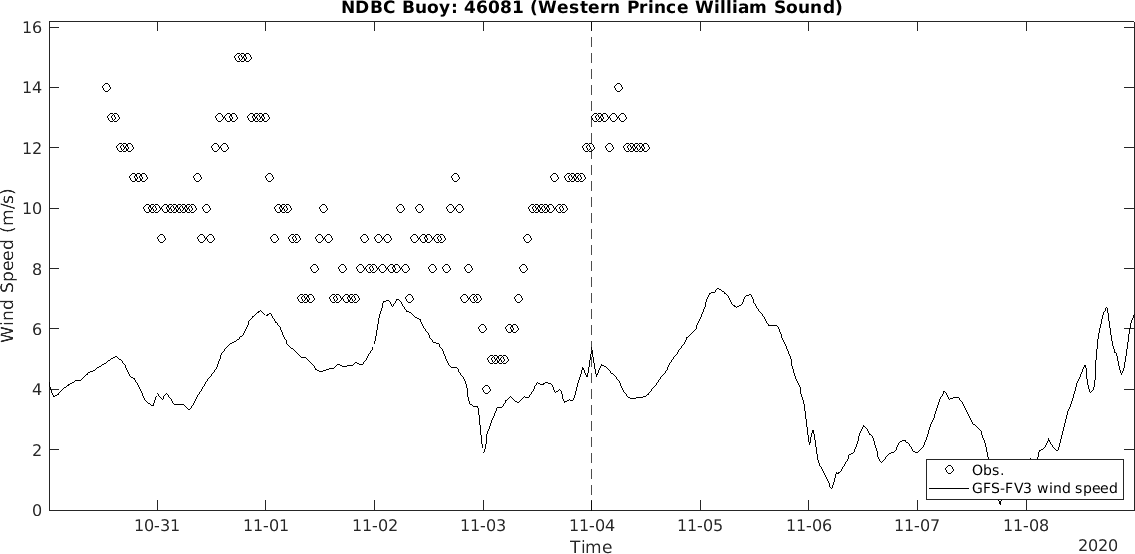 NDBC Buoy: 46081 (Western Prince William Sound)
16
14
12
10
8
6
4
2
0
Wind Speed (m/s)
Obs.
GFS-FV3 wind speed
10-31 11-01 11-02 11-03 11-04 11-05 11-06 11-07 11-08
Time
2020